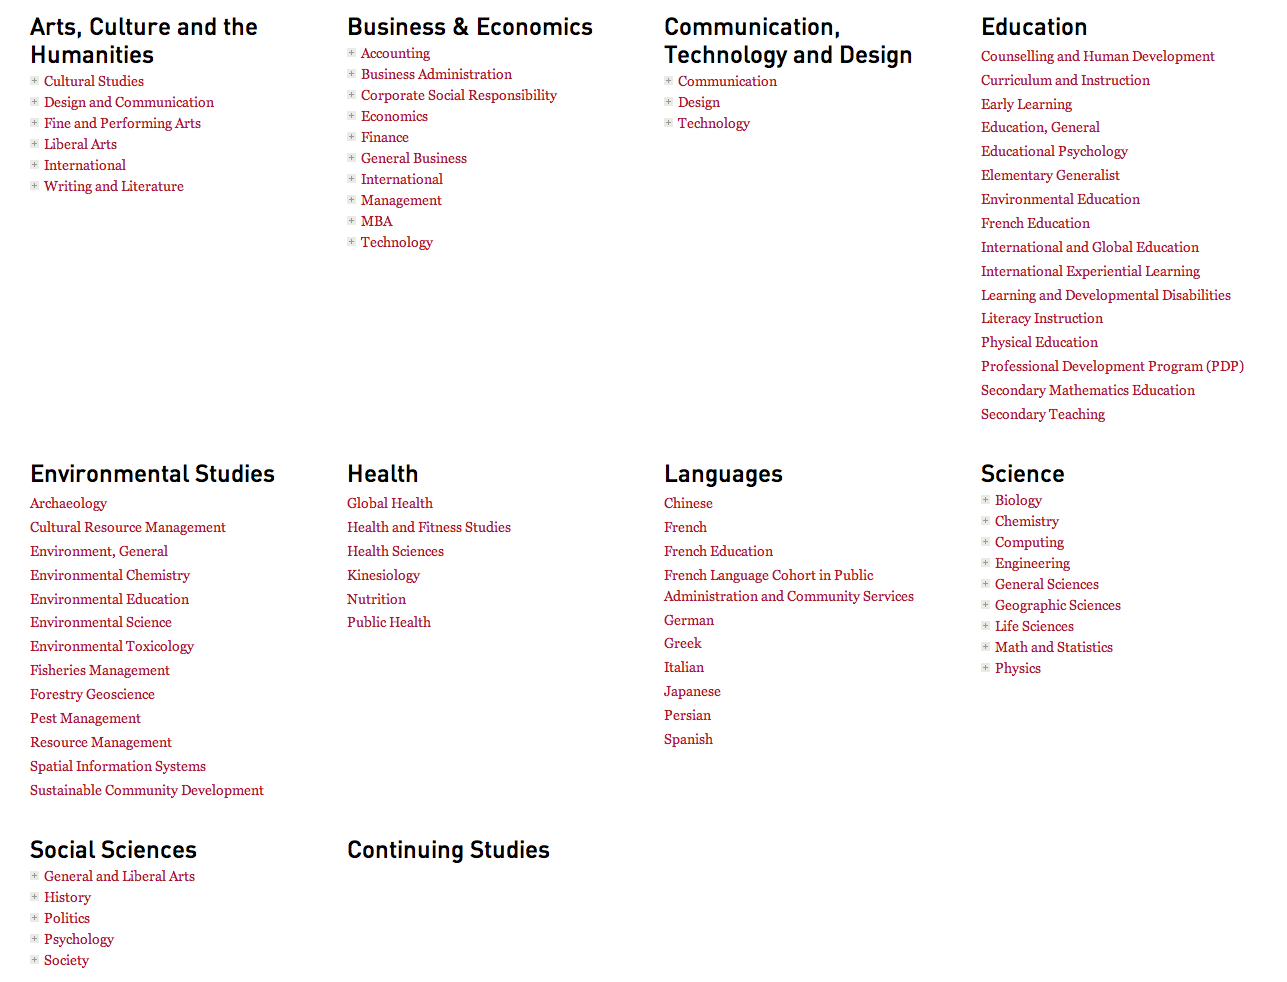 Arts, Culture and the
Humanities
Cultural Studies
Design and Communication
Fine and Performing Arts
Liberal Arts
International
Writing and Literature
Business & Economics
Accounting
Business Administration
Corporate Social Responsibility
Economics
Finance
General Business
International
Management
MBA
Technology
Communication,
Technology and Design
Communication
Design
Technology
Education
Counselling and Human Development
Curriculum and Instruction
Early Learning
Education, General
Educational Psychology
Elementary Generalist
Environmental Education
French Education
International and Global Education
International Experiential Learning
Learning and Developmental Disabilities
Literacy Instruction
Physical Education
Professional Development Program (PDP)
Secondary Mathematics Education
Secondary Teaching
Environmental Studies
Archaeology
Cultural Resource Management
Environment, General
Environmental Chemistry
Environmental Education
Environmental Science
Environmental Toxicology
Fisheries Management
Forestry Geoscience
Pest Management
Resource Management
Spatial Information Systems
Sustainable Community Development
Health
Global Health
Health and Fitness Studies
Health Sciences
Kinesiology
Nutrition
Public Health
Languages
Chinese
French
French Education
French Language Cohort in Public
Administration and Community Services
German
Greek
Italian
Japanese
Persian
Spanish
Science
Biology
Chemistry
Computing
Engineering
General Sciences
Geographic Sciences
Life Sciences
Math and Statistics
Physics
Social Sciences
General and Liberal Arts
History
Politics
Psychology
Society
Continuing Studies